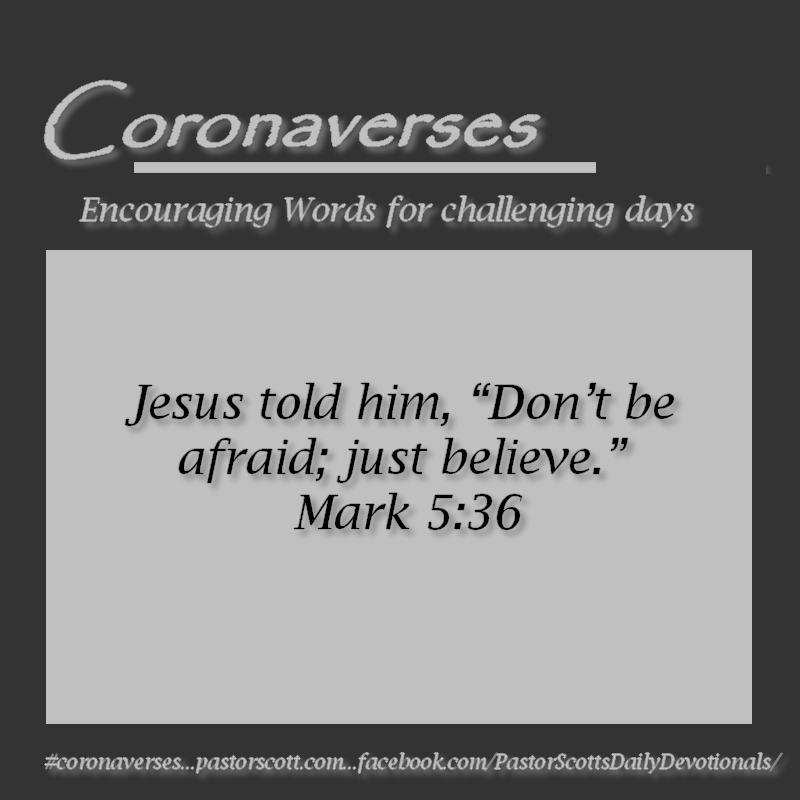 Coronaverses
Encouraging Words for challenging days
Jesus told him, “Don’t be
afraid; just believe.”
Mark 5:36
#coronaverses...pastorscott.com...facebook.com/PastorScottsDailyDevotionals/